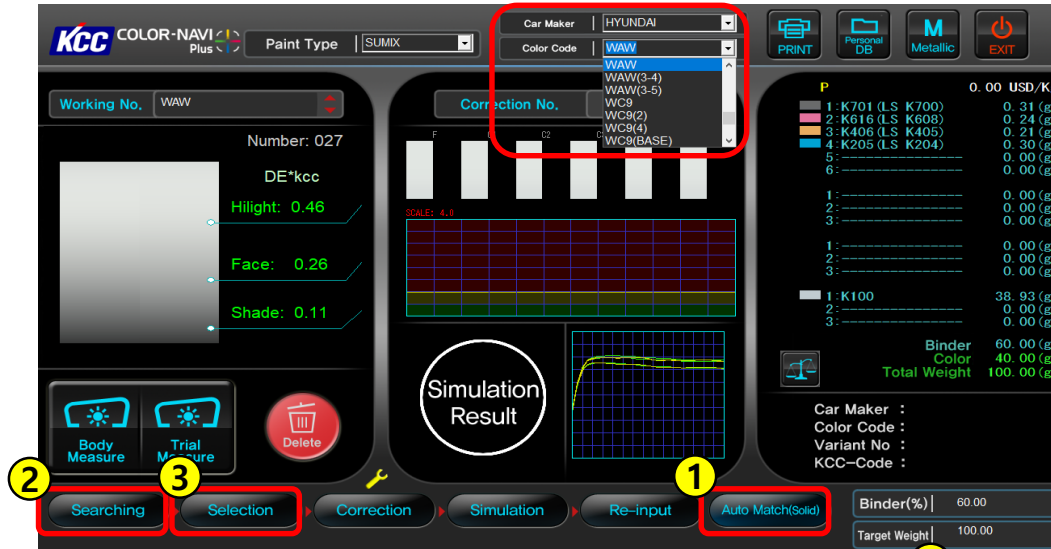 KCC COLOR-NAVI
Plus
Paint Type SUMIX
Car Maker HYUNDAI
Color Code WAW
WAW
WAW(3-4)
WAW(3-5)
WC9
WC9(2)
WC9(4)
WC9(BASE)
PRINT
Personal
DB
M
Metallic
EXIT
Working No. WAW
Number: 027
DE*kcc
Hilight: 0.46
Face: 0.26
Shade: 0.11
Body
Measure
Trial
Measure
Delete
Correction No.
F
C2
SCALE: 4.0
Simulation
Result
P 0.00 USD/K
1:K701(LS K700) 0.31(g
2:K616(LS K608) 0.24(g
3:K406(LS K405) 0.21(g
4:K205(LS K204) 0.30(g
5:-------------- 0.00(g
6:-------------- 0.00(g
1:-------------- 0.00(g
2:-------------- 0.00(g
3:-------------- 0.00(g
1:-------------- 0.00(g
2:-------------- 0.00(g
3:-------------- 0.00(g
1:K100 38.93(g
2:-------------- 0.00(g
3:-------------- 0.00(g
Binder 60.00(g
Color 40.00(g
Total Weight 100.00(g
Car Maker :
Color Code :
Variant No :
KCC-Code :
2
3
1
Searching
Selection
Correction
Simulation
Re-input
Auto Match(Solid)
Binder(%) 60.00
Target Weight 100.00